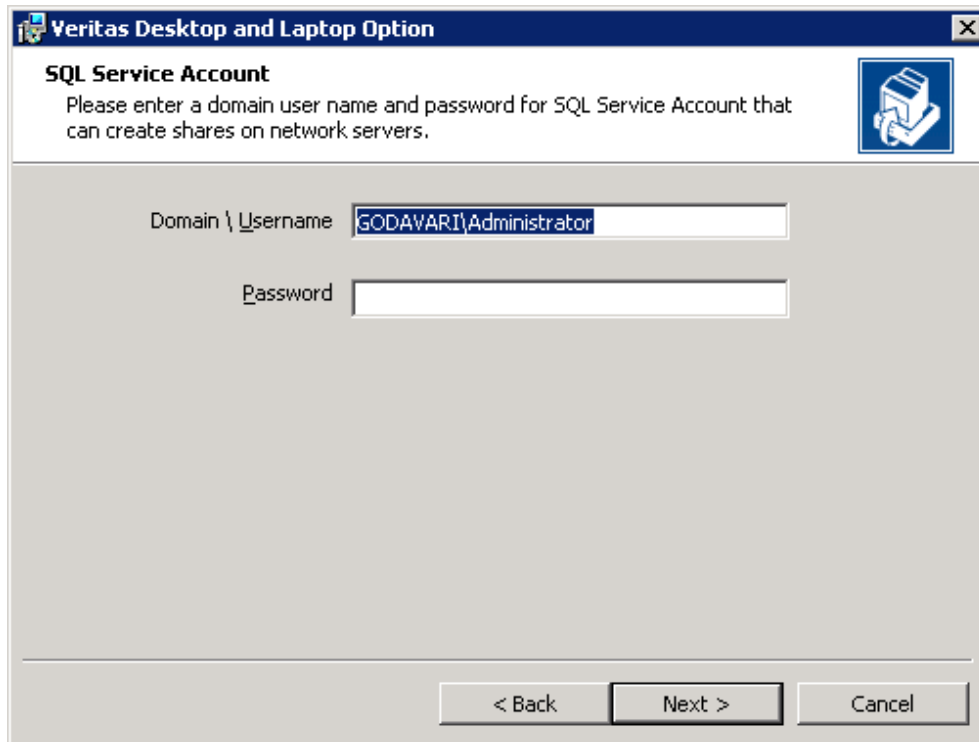 Veritas Desktop and Laptop Option
SQL Service Account
Please enter a domain user name and password for SQL Service Account that
can create shares on network servers.
Domain \ Username
GODAVARI\Administrator
Password
< Back
Next >
Cancel